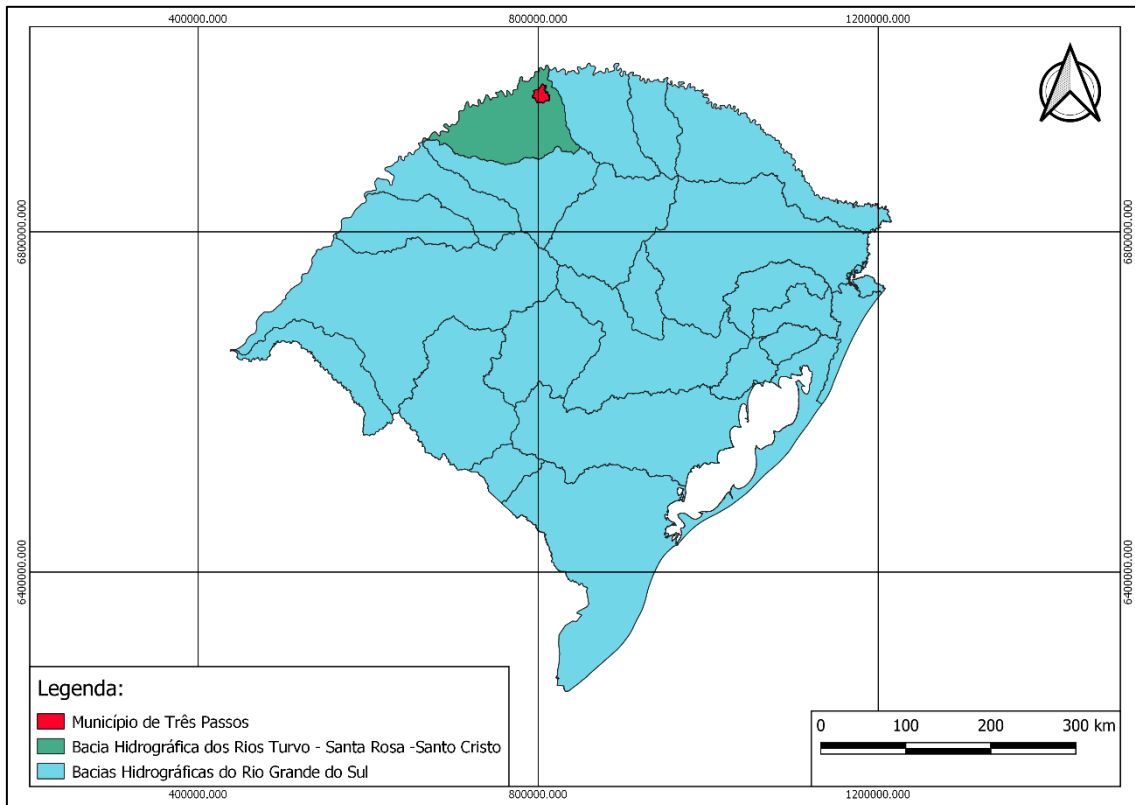 400000.000 800000.000 1200000.000
6800000.000 6800000.000
6400000.000 6400000.000
Legenda:
Município de Três Passos
Bacia Hidrográfica dos Rios Turvo - Santa Rosa -Santo Cristo
Bacias Hidrográficas do Rio Grande do Sul
0 100 200 300 km
400000.000 800000.000 1200000.000